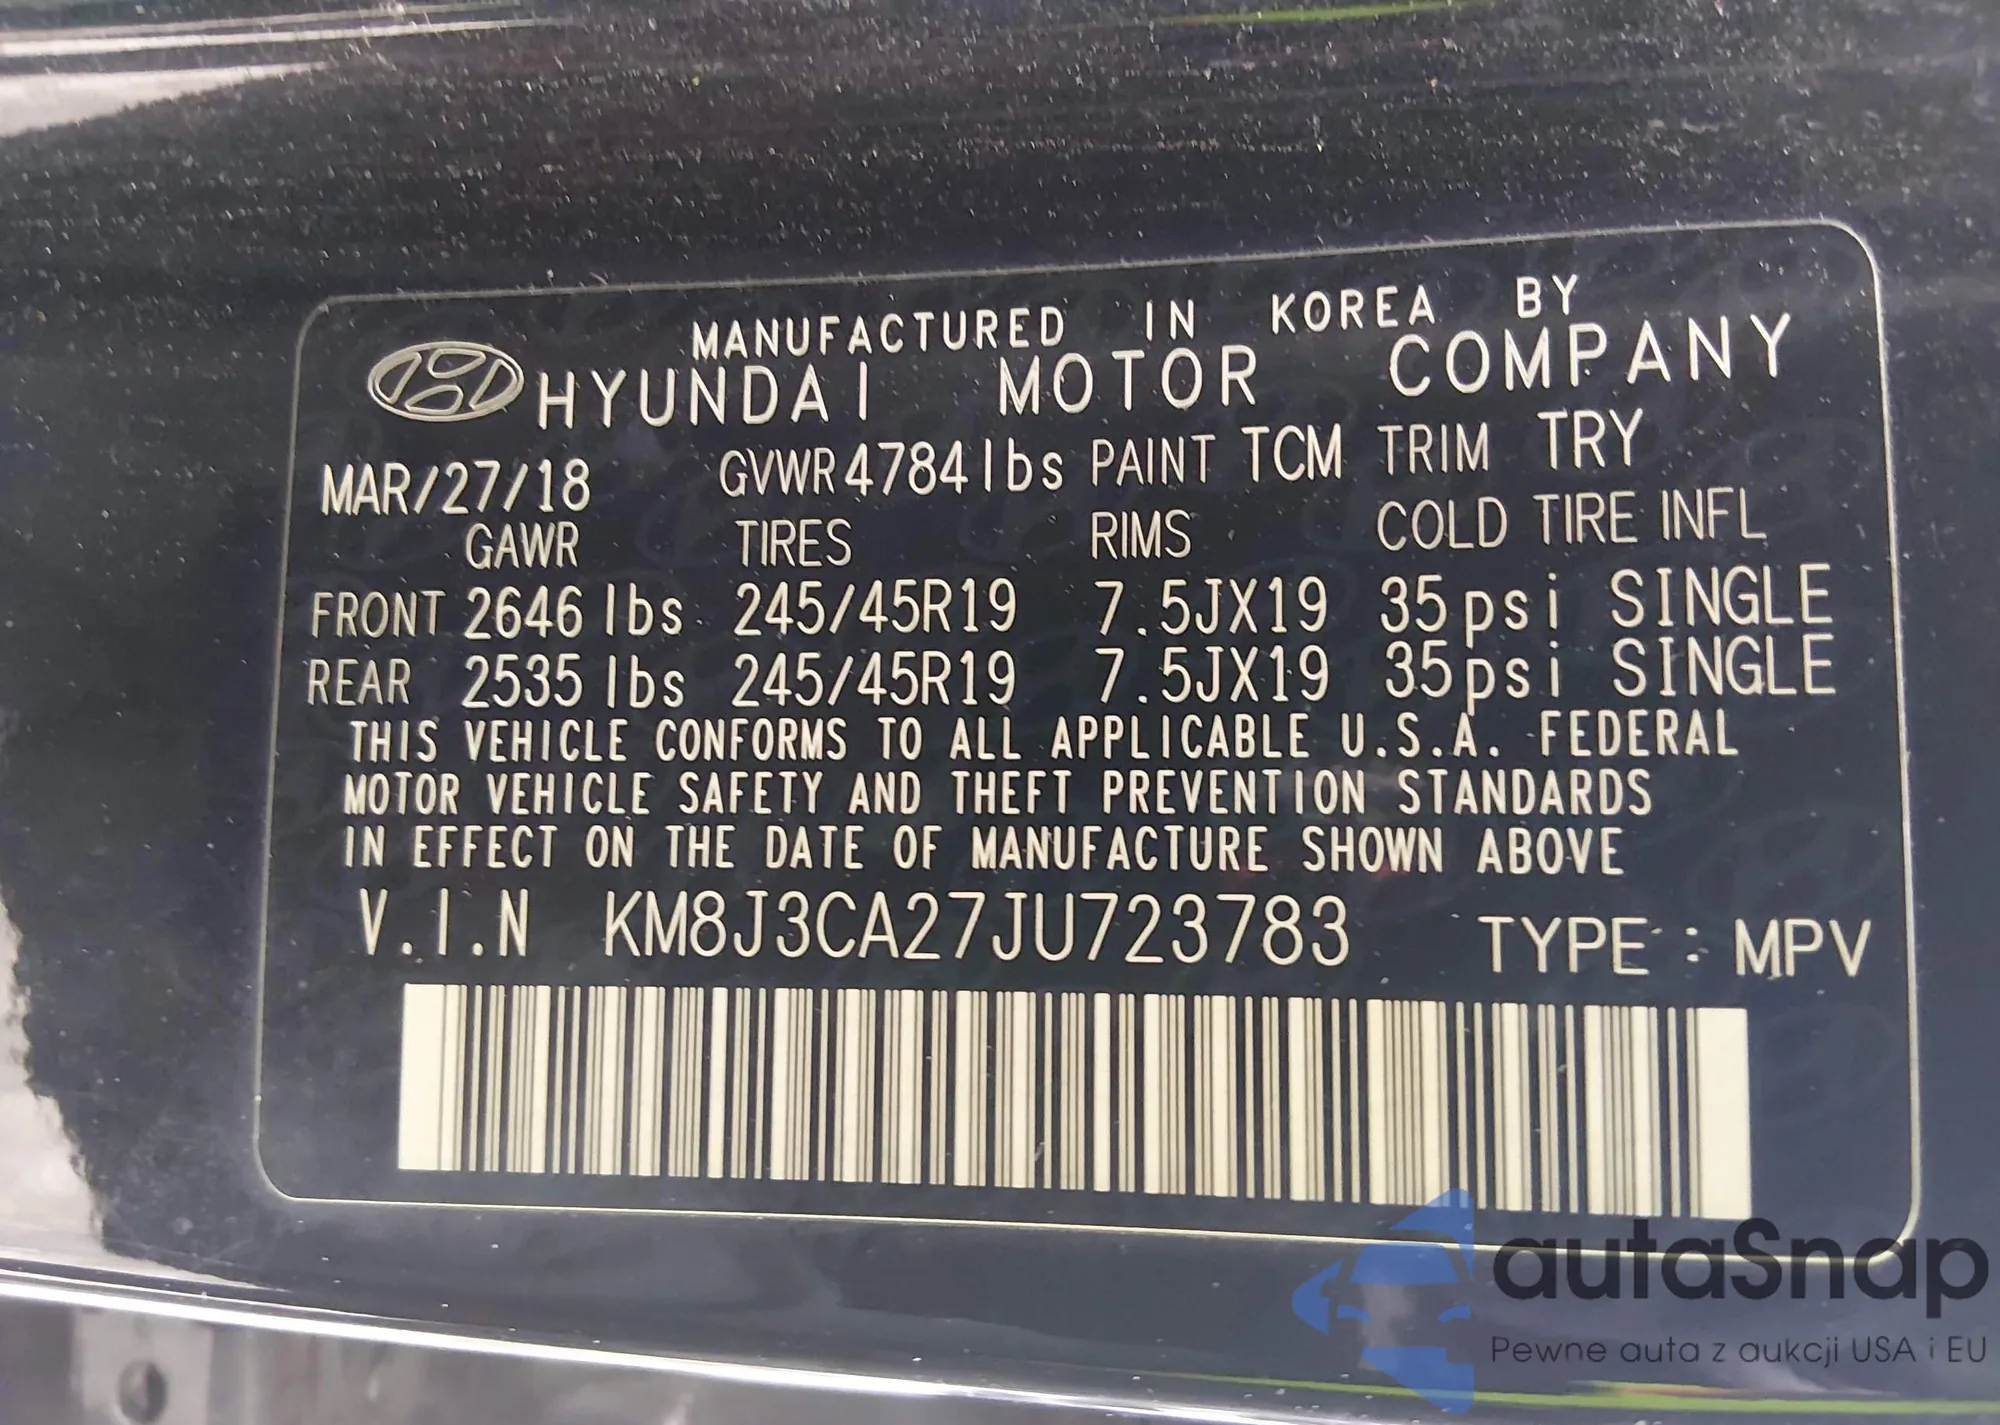 MANUFACTURED IN KOREA BY
HYUNDAI MOTOR COMPANY
MAR/27/18 GVWR 4784lbs PAINT TCM TRIM TRY
GAWR TIRES RIMS COLD TIRE INFL
FRONT 2646 lbs 245/45R19 7.5JX19 35psi SINGLE
REAR 2535 lbs 245/45R19 7.5JX19 35psi SINGLE
THIS VEHICLE CONFORMS TO ALL APPLICABLE U.S.A. FEDERAL
MOTOR VEHICLE SAFETY AND THEFT PREVENTION STANDARDS
IN EFFECT ON THE DATE OF MANUFACTURE SHOWN ABOVE
V.I.N KM8J3CA27JU723783 TYPE : MPV
autaSnap
Pewne auta z aukcji USA i EU